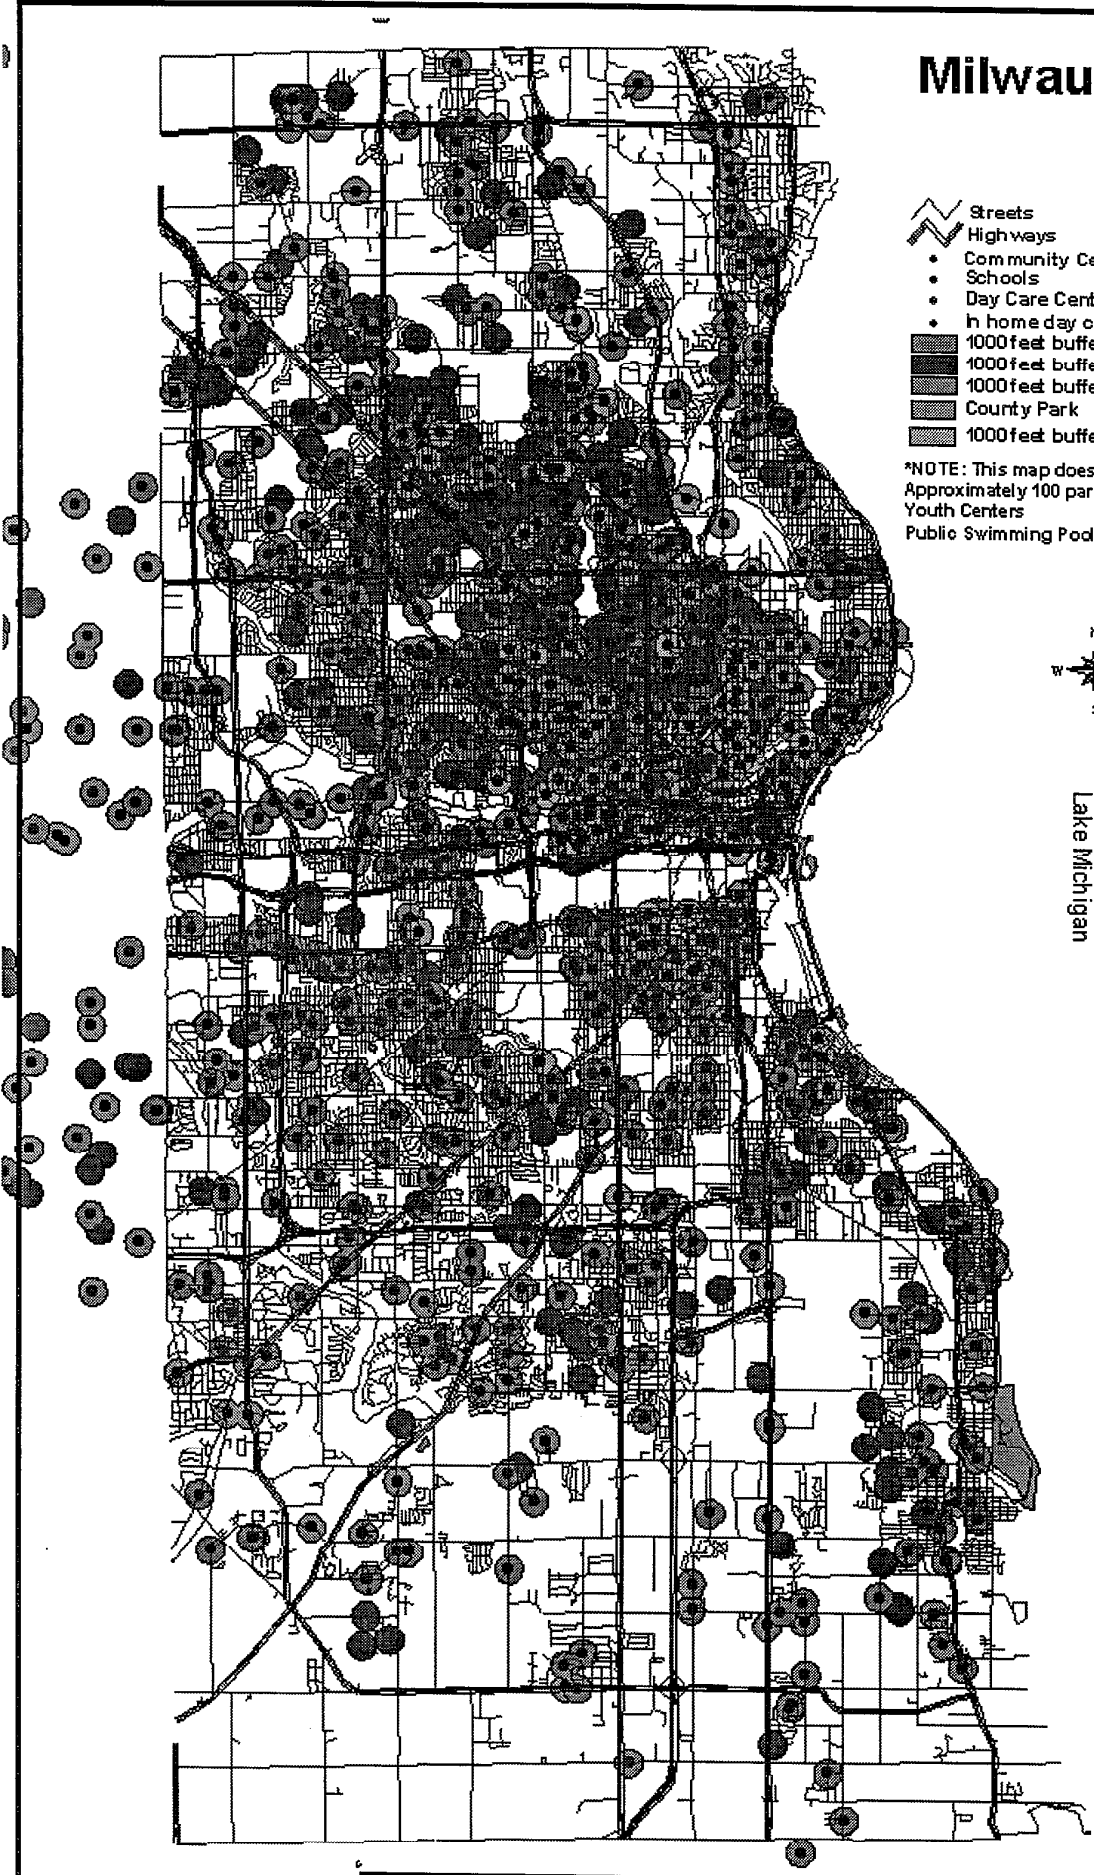 Milwau
Streets
Highways
Community Ce
Schools
Day Care Cent
In home day c
1000 feet buffe
1000 feet buffe
1000 feet buffe
County Park
1000 feet buffe
*NOTE: This map does
Approximately 100 par
Youth Centers
Public Swimming Pool
W
Lake Michigan